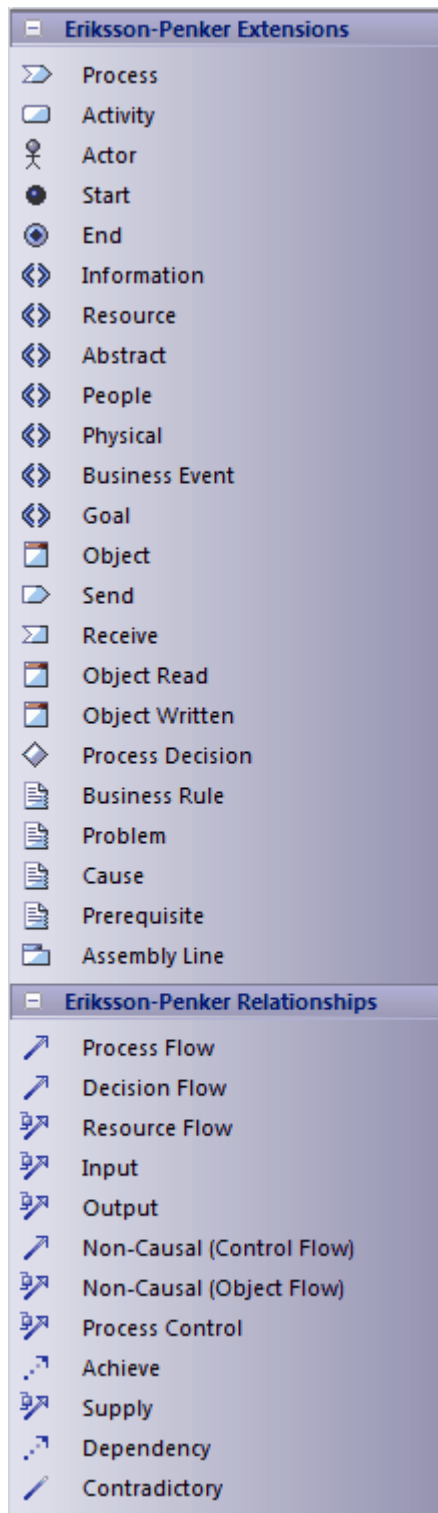 Eriksson-Penker Extensions
Process
Activity
Actor
Start
End
Information
Resource
Abstract
People
Physical
Business Event
Goal
Object
Send
Receive
Object Read
Object Written
Process Decision
Business Rule
Problem
Cause
Prerequisite
Assembly Line
Eriksson-Penker Relationships
Process Flow
Decision Flow
Resource Flow
Input
Output
Non-Causal (Control Flow)
Non-Causal (Object Flow)
Process Control
Achieve
Supply
Dependency
Contradictory